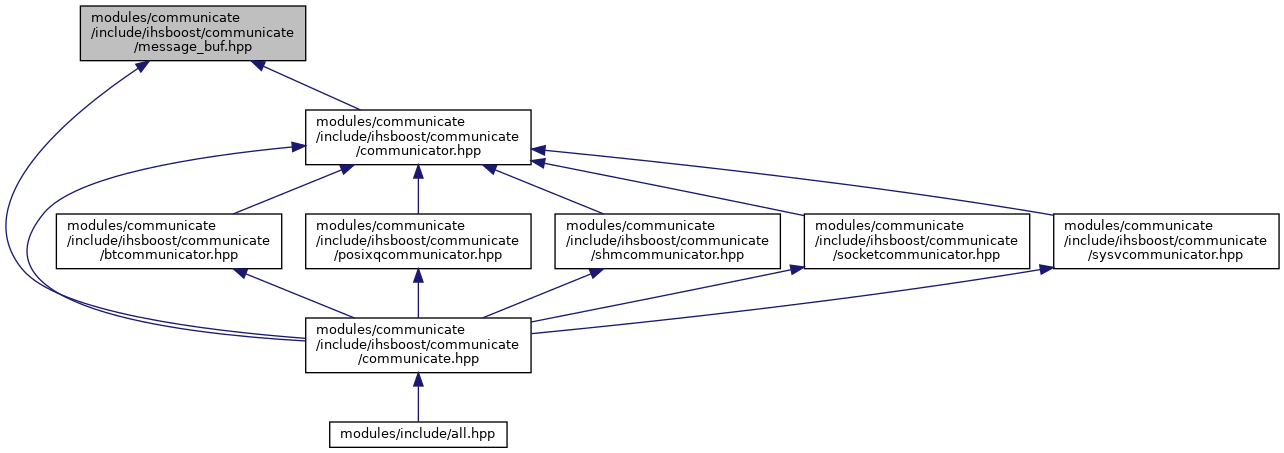 modules/communicate
/include/ihsboost/communicate
/message_buf.hpp
modules/communicate
/include/ihsboost/communicate
/communicator.hpp
modules/communicate
/include/ihsboost/communicate
/btcommunicator.hpp
modules/communicate
/include/ihsboost/communicate
/posixqcommunicator.hpp
modules/communicate
/include/ihsboost/communicate
/shmcommunicator.hpp
modules/communicate
/include/ihsboost/communicate
/socketcommunicator.hpp
modules/communicate
/include/ihsboost/communicate
/sysvcommunicator.hpp
modules/communicate
/include/ihsboost/communicate
/communicate.hpp
modules/include/all.hpp